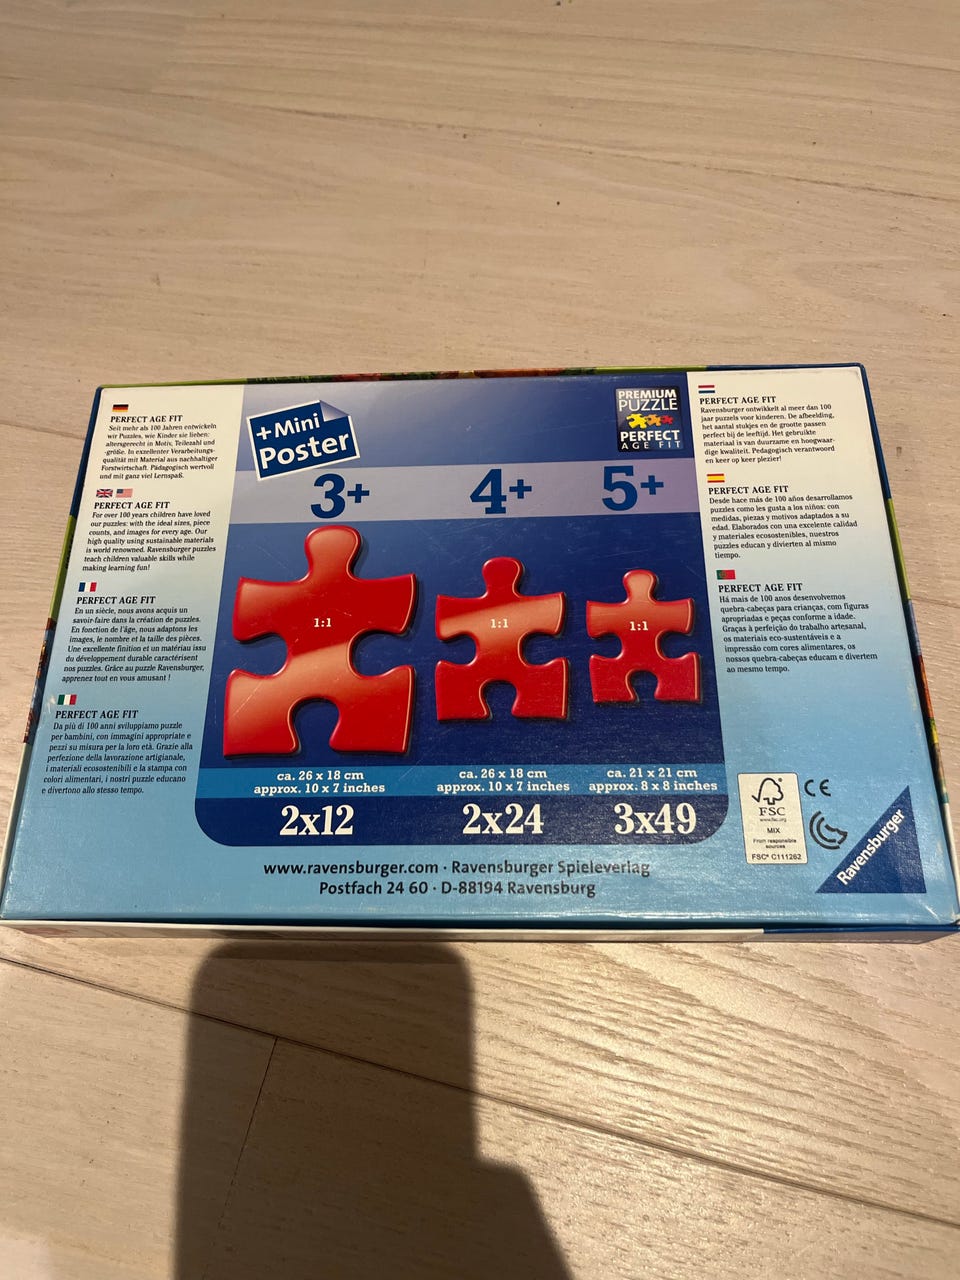 PERFECT AGE FIT
Seit mehr als 100 Jahren entwickeln
wir Puzzles, wie Kinder sie lieben:
altersgerecht in Motiv, Teilezahl und
-größe. In exzellenter Verarbeitungs-
qualität mit Material aus nachhaltiger
Forstwirtschaft. Pädagogisch wertvoll
und mit ganz viel Lernspaß.
PERFECT AGE FIT
For over 100 years children have loved
our puzzles: with the ideal sizes, piece
counts, and images for every age. Our
high quality using sustainable materials
is world renowned. Ravensburger puzzles
teach children valuable skills while
making learning fun!
PERFECT AGE FIT
En un siècle, nous avons acquis un
savoir-faire dans la création de puzzles.
En fonction de l'âge, nous adaptons les
images, le nombre et la taille des pièces.
Une excellente finition et un matériau issu
du développement durable caractérisent
nos puzzles. Grâce au puzzle Ravensburger,
apprenez tout en vous amusant !
PERFECT AGE FIT
Da più di 100 anni sviluppiamo puzzle
per bambini, con immagini appropriate e
pezzi su misura per la loro età. Grazie alla
perfezione della lavorazione artigianale,
i materiali ecosostenibili e la stampa con
colori alimentari, i nostri puzzle educano
e divertono allo stesso tempo.
+Mini
Poster
PREMIUM
PUZZLE
PERFECT
AGE FIT
3+ 4+ 5+
1:1 1:1 1:1
ca. 26 x 18 cm ca. 26 x 18 cm ca. 21 x 21 cm
approx. 10 x 7 inches approx. 10 x 7 inches approx. 8 x 8 inches
2x12 2x24 3x49
www.ravensburger.com · Ravensburger Spieleverlag
Postfach 24 60 · D-88194 Ravensburg
PERFECT AGE FIT
Ravensburger ontwikkelt al meer dan 100
jaar puzzels voor kinderen. De afbeelding,
het aantal stukjes en de grootte passen
perfect bij de leeftijd. Het gebruikte
materiaal is van duurzame en hoogwaar-
dige kwaliteit. Pedagogisch verantwoord
en keer op keer plezier!
PERFECT AGE FIT
Desde hace más de 100 años desarrollamos
puzzles como les gusta a los niños: con
medidas, piezas y motivos adaptados a su
edad. Elaborados con una excelente calidad
y materiales ecosostenibles, nuestros
puzzles educan y divierten al mismo
tiempo.
PERFECT AGE FIT
Há mais de 100 anos desenvolvemos
quebra-cabeças para crianças, com figuras
apropriadas e peças conforme a idade.
Graças à perfeição do trabalho artesanal,
os materiais eco-sustentáveis e a
impressão com cores alimentares, os
nossos quebra-cabeças educam e divertem
ao mesmo tempo.
FSC
www.fsc.org
MIX
From responsible
sources
FSC® C111262
CE
Ravensburger